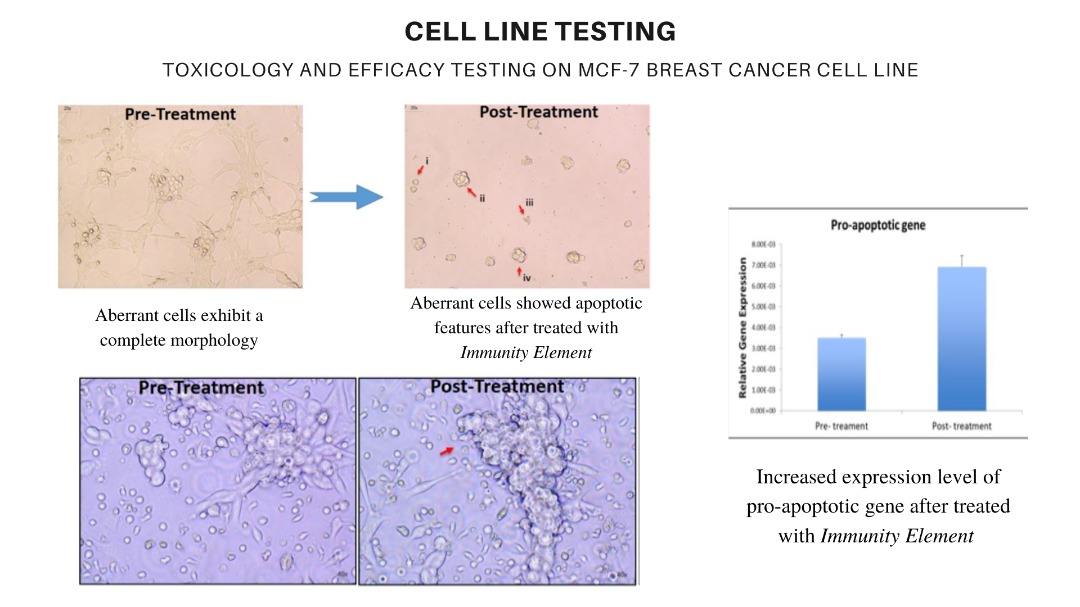 CELL LINE TESTING
TOXICOLOGY AND EFFICACY TESTING ON MCF-7 BREAST CANCER CELL LINE
Pre-Treatment
Post-Treatment
i
ii
iii
iv
Aberrant cells exhibit a
complete morphology
Aberrant cells showed apoptotic
features after treated with
Immunity Element
Pre-Treatment
Post-Treatment
40x
40x
Pro-apoptotic gene
Relative Gene Expression
8.00E-03
7.00E-03
6.00E-03
5.00E-03
4.00E-03
3.00E-03
2.00E-03
1.00E-03
0.00E+00
Pre- treament
Post- treatment
Increased expression level of
pro-apoptotic gene after treated
with Immunity Element